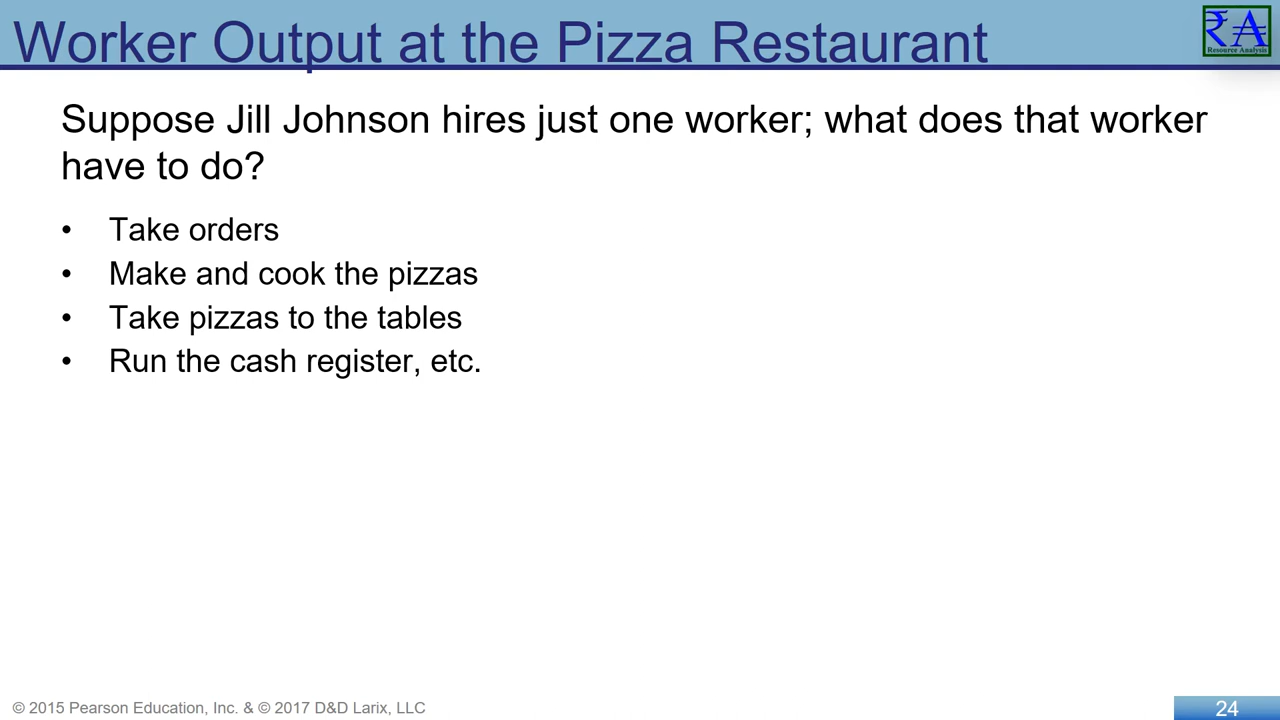 Worker Output at the Pizza Restaurant
₹A
Resource Analysis
Suppose Jill Johnson hires just one worker; what does that worker
have to do?
• Take orders
• Make and cook the pizzas
• Take pizzas to the tables
• Run the cash register, etc.
© 2015 Pearson Education, Inc. & © 2017 D&D Larix, LLC
24